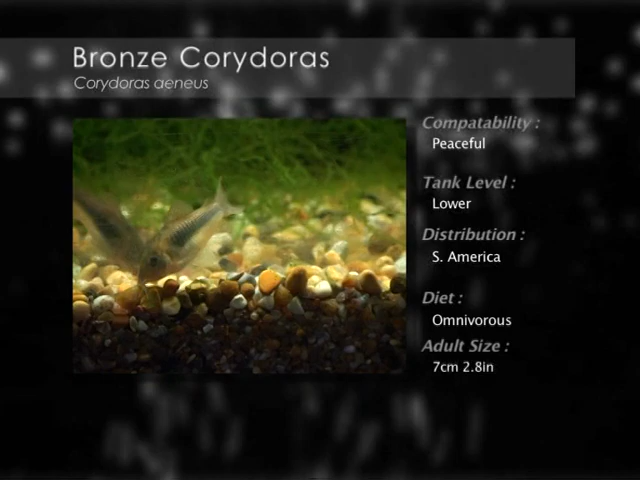 Bronze Corydoras
Corydoras aeneus
Compatability :
Peaceful
Tank Level :
Lower
Distribution :
S. America
Diet :
Omnivorous
Adult Size :
7cm 2.8in